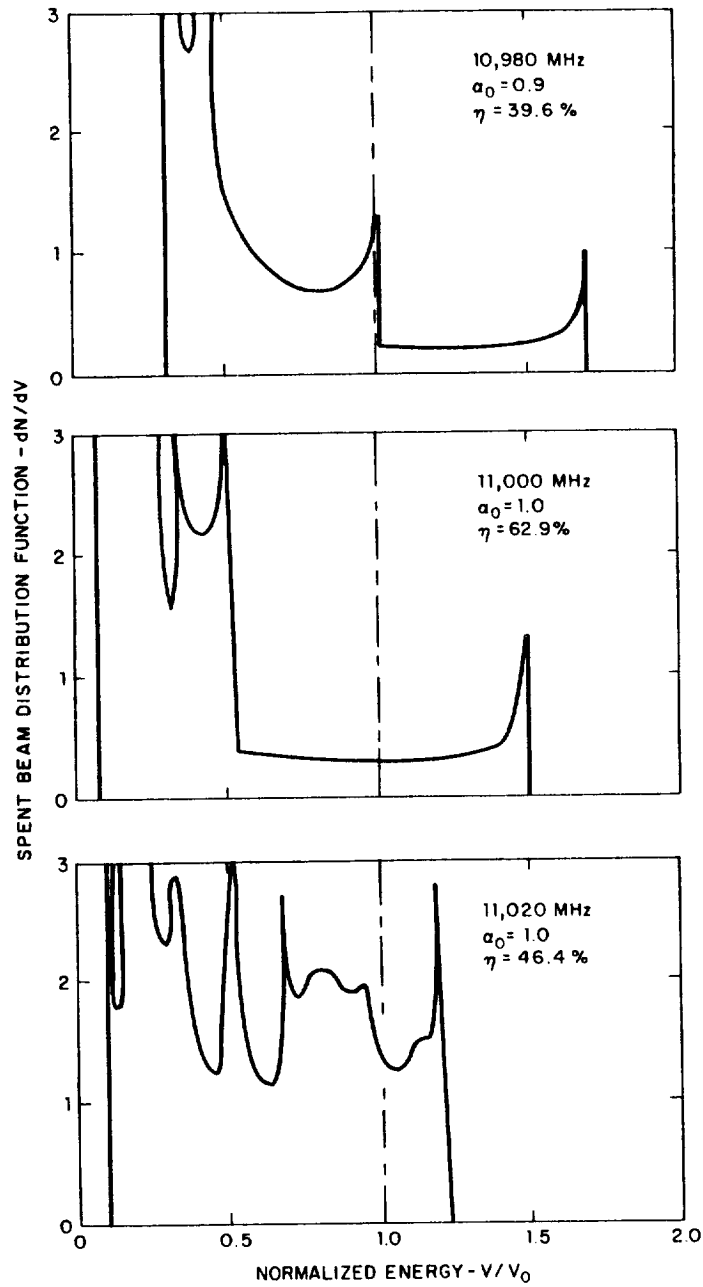 3
2
1
0
10,980 MHz
α₀ = 0.9
η = 39.6 %
3
2
1
0
11,000 MHz
α₀ = 1.0
η = 62.9%
3
2
1
0
11,020 MHz
α₀ = 1.0
η = 46.4 %
0
0.5
1.0
1.5
2.0
SPENT BEAM DISTRIBUTION FUNCTION - dN/dV
NORMALIZED ENERGY - V/V₀